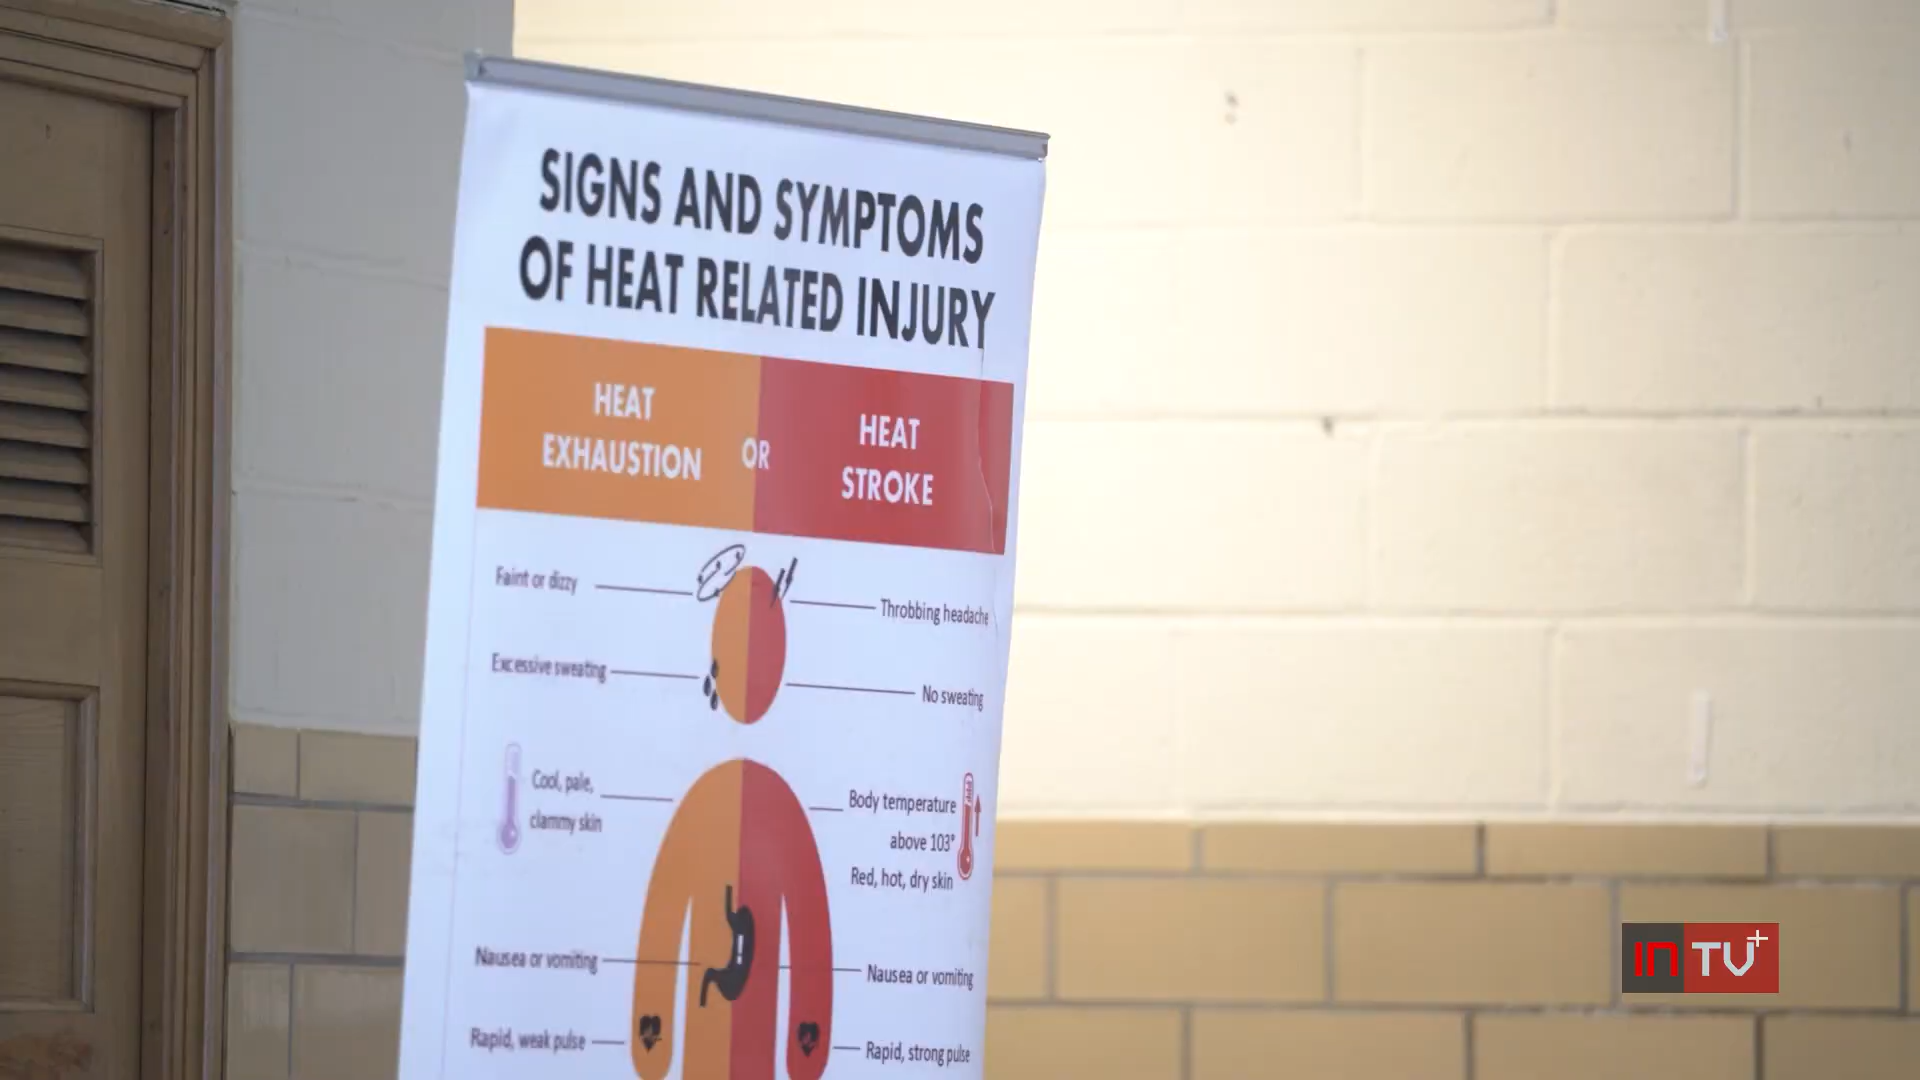 SIGNS AND SYMPTOMS
OF HEAT RELATED INJURY
HEAT
EXHAUSTION
OR
HEAT
STROKE
Faint or dizzy
Throbbing headache
Excessive sweating
No sweating
Cool, pale,
clammy skin
Body temperature
above 103°
Red, hot, dry skin
Nausea or vomiting
Nausea or vomiting
Rapid, weak pulse
Rapid, strong pulse
IN TV+